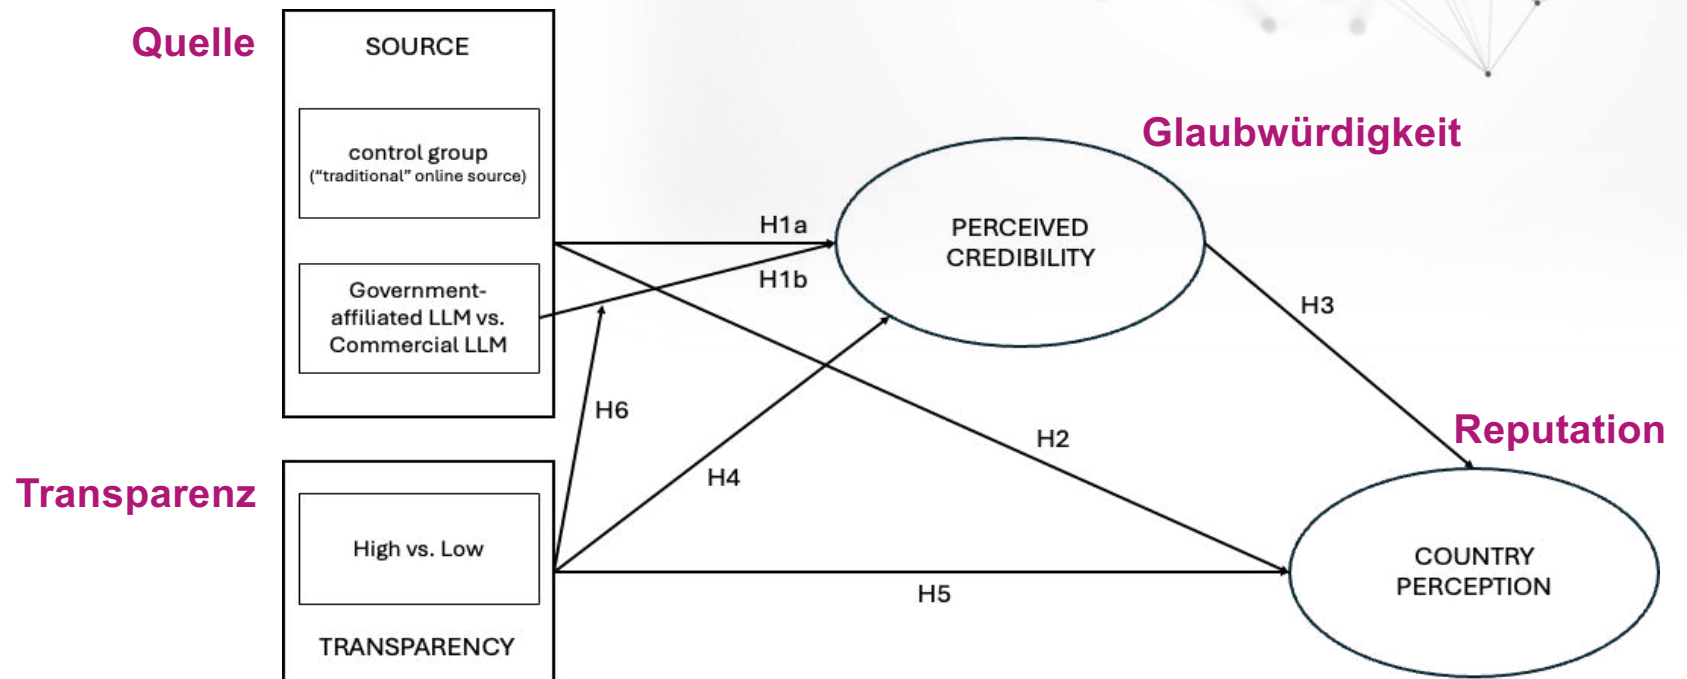 Quelle
SOURCE
control group
("traditional" online source)
Government-
affiliated LLM vs.
Commercial LLM
Glaubwürdigkeit
H1a
H1b
PERCEIVED
CREDIBILITY
H3
H6
H4
H2
Reputation
Transparenz
High vs. Low
TRANSPARENCY
H5
COUNTRY
PERCEPTION